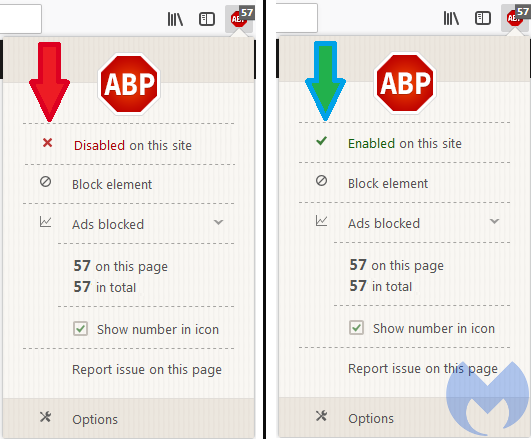 57
ABP
ABP
Disabled on this site
Block element
Ads blocked
57 on this page
57 in total
Show number in icon
Report issue on this page
Options
57
ABP
ABP
Enabled on this site
Block element
Ads blocked
57 on this page
57 in total
Show number in icon
Report issue on this page
Options